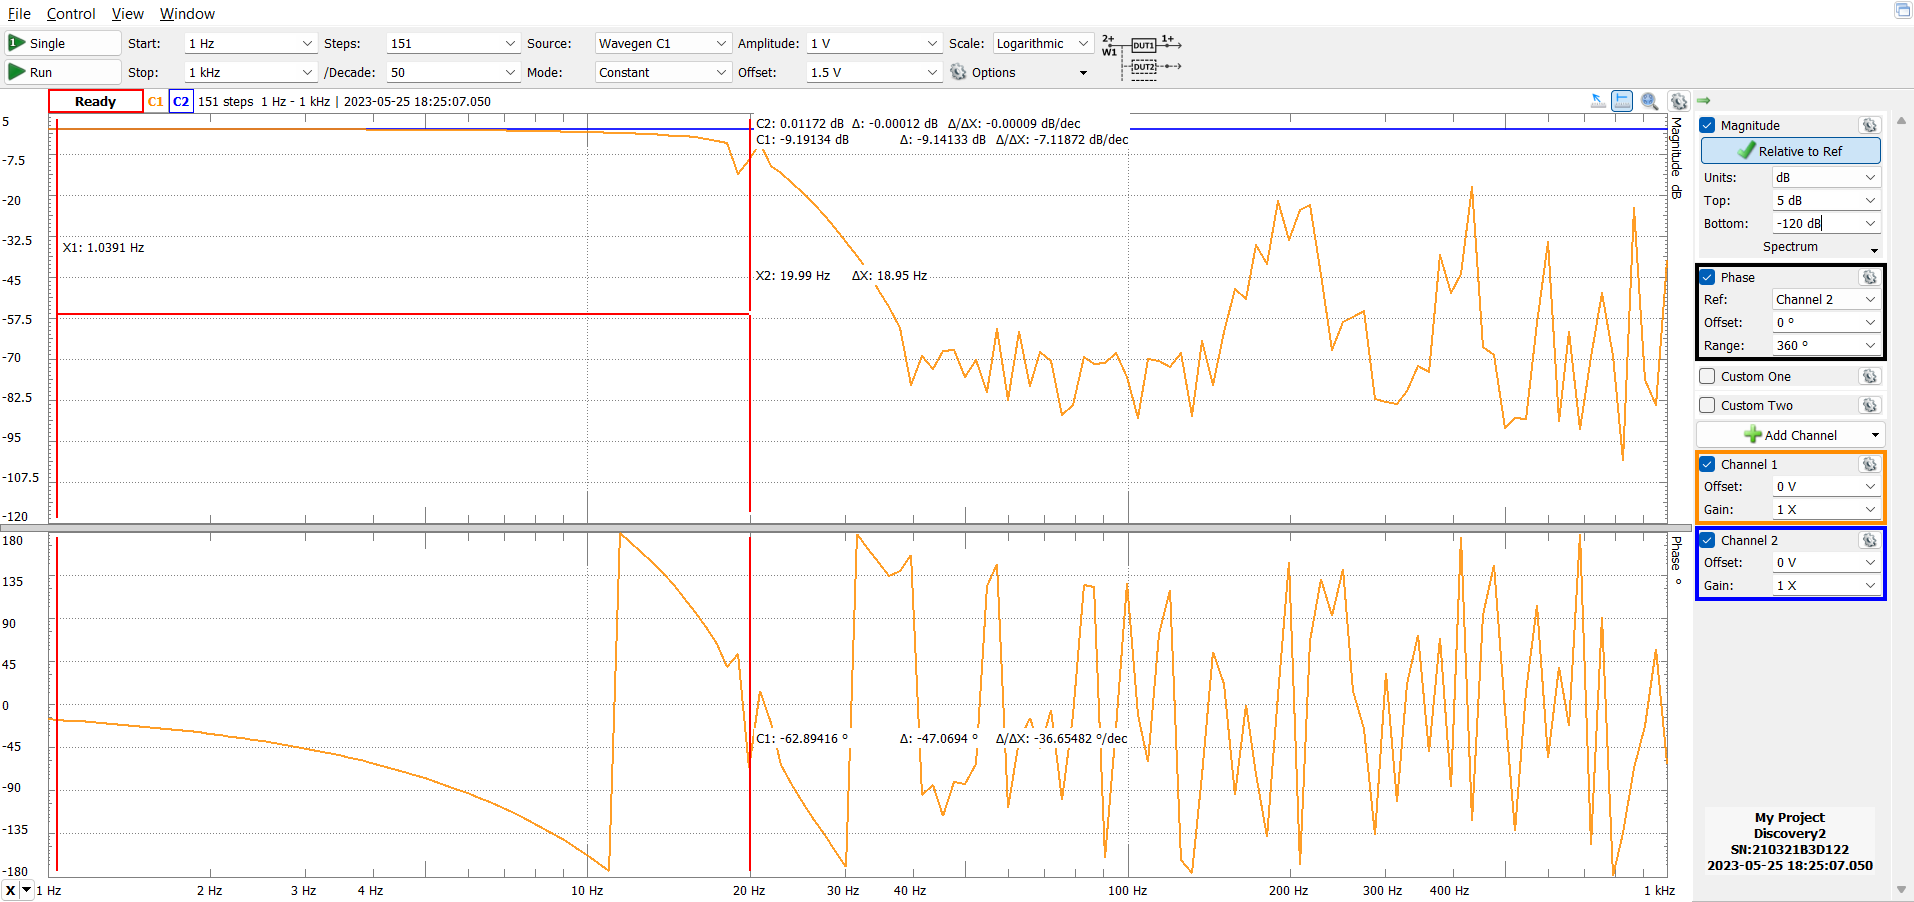 File Control View Window
Single Start: 1 Hz Steps: 151 Source: Wavegen C1 Amplitude: 1 V Scale: Logarithmic 2+ 1+
W1 DUT1
Run Stop: 1 kHz /Decade: 50 Mode: Constant Offset: 1.5 V Options DUT2
Ready C1 C2 151 steps 1 Hz - 1 kHz | 2023-05-25 18:25:07.050
C2: 0.01172 dB Δ: -0.00012 dB Δ/ΔX: -0.00009 dB/dec
C1: -9.19134 dB Δ: -9.14133 dB Δ/ΔX: -7.11872 dB/dec
X1: 1.0391 Hz
X2: 19.99 Hz ΔX: 18.95 Hz
5
-7.5
-20
-32.5
-45
-57.5
-70
-82.5
-95
-107.5
-120
Magnitude dB
180
135
90
45
0
-45
-90
-135
-180
Phase º
C1: -62.89416 º Δ: -47.0694 º Δ/ΔX: -36.65482 º/dec
X 1 Hz 2 Hz 3 Hz 4 Hz 10 Hz 20 Hz 30 Hz 40 Hz 100 Hz 200 Hz 300 Hz 400 Hz 1 kHz
Magnitude
Relative to Ref
Units: dB
Top: 5 dB
Bottom: -120 dB
Spectrum
Phase
Ref: Channel 2
Offset: 0 º
Range: 360 º
Custom One
Custom Two
Add Channel
Channel 1
Offset: 0 V
Gain: 1 X
Channel 2
Offset: 0 V
Gain: 1 X
My Project
Discovery2
SN:210321B3D122
2023-05-25 18:25:07.050